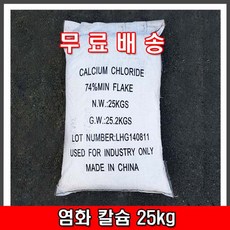 무료배송
CALCIUM CHLORIDE
74%MIN FLAKE
N.W.:25KGS
G.W.:25.2KGS
LOT NUMBER:LHG140811
USED FOR INDUSTRY ONLY
MADE IN CHINA
염화 칼슘 25kg